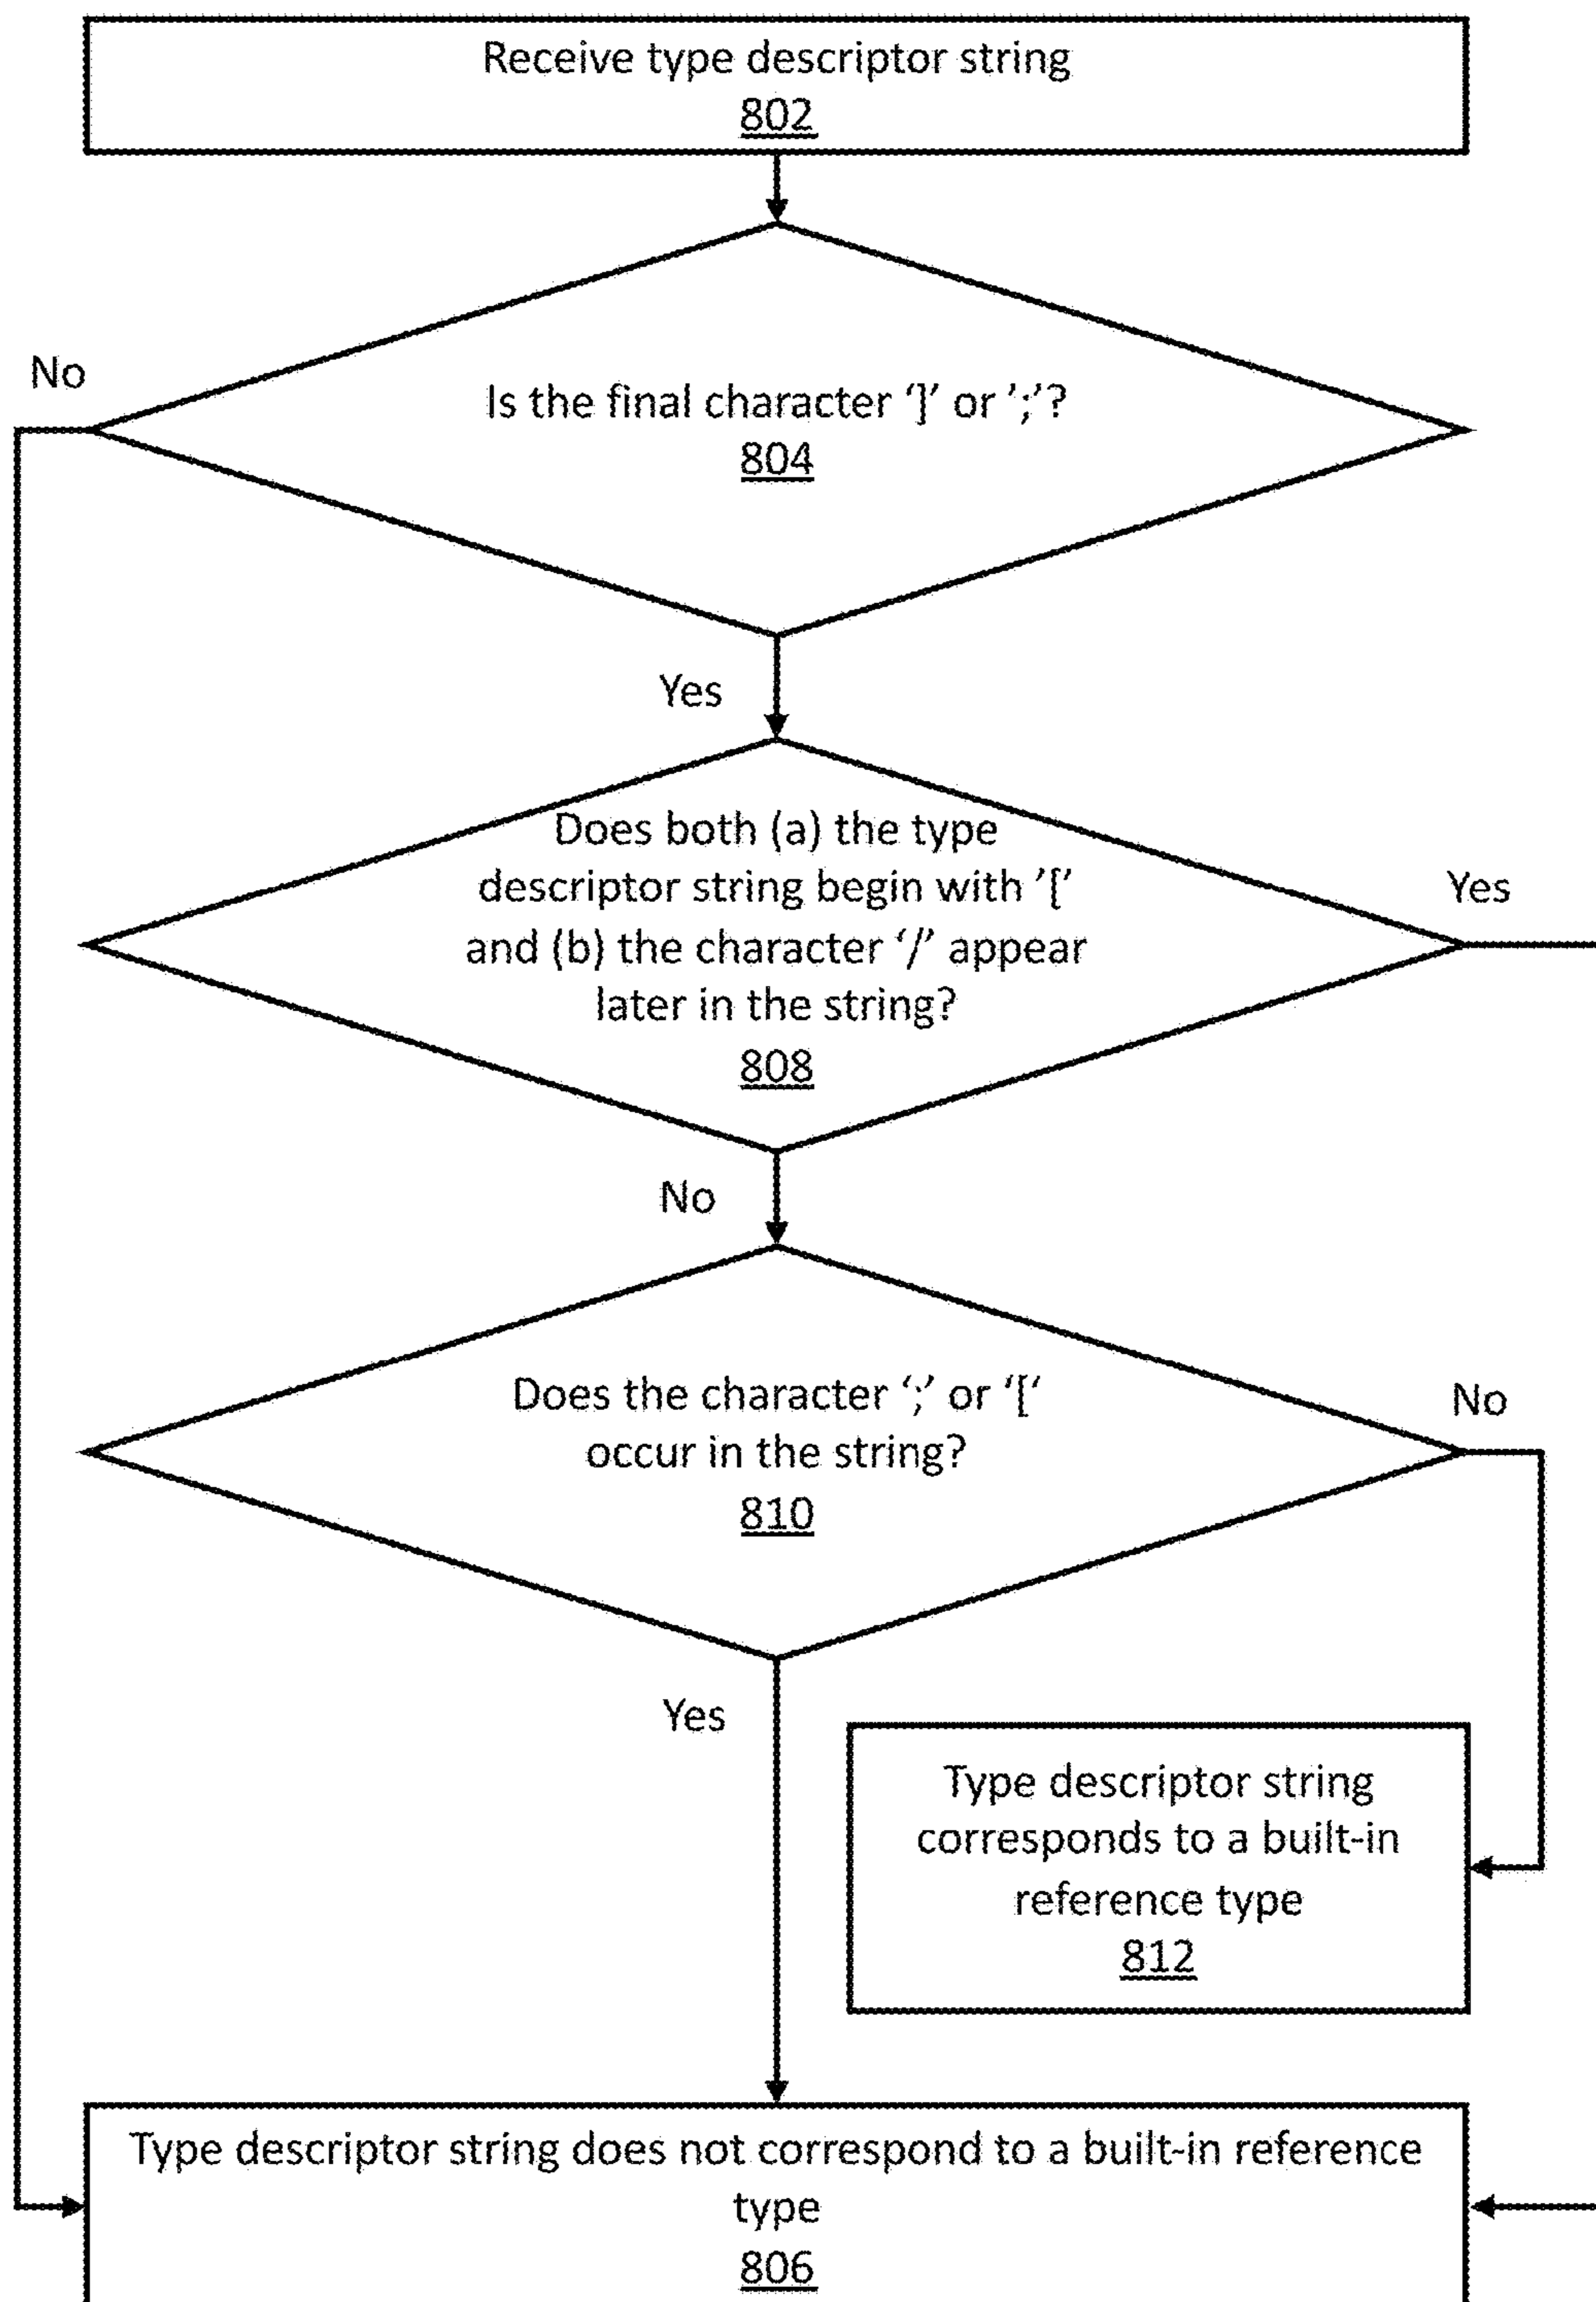 Receive type descriptor string
802
No
Is the final character ‘]’ or ’;’?
804
Yes
Does both (a) the type
descriptor string begin with ’[’
and (b) the character ‘/’ appear
later in the string?
808
Yes
No
Does the character ‘;’ or ‘[‘
occur in the string?
810
No
Yes
Type descriptor string
corresponds to a built-in
reference type
812
Type descriptor string does not correspond to a built-in reference
type
806